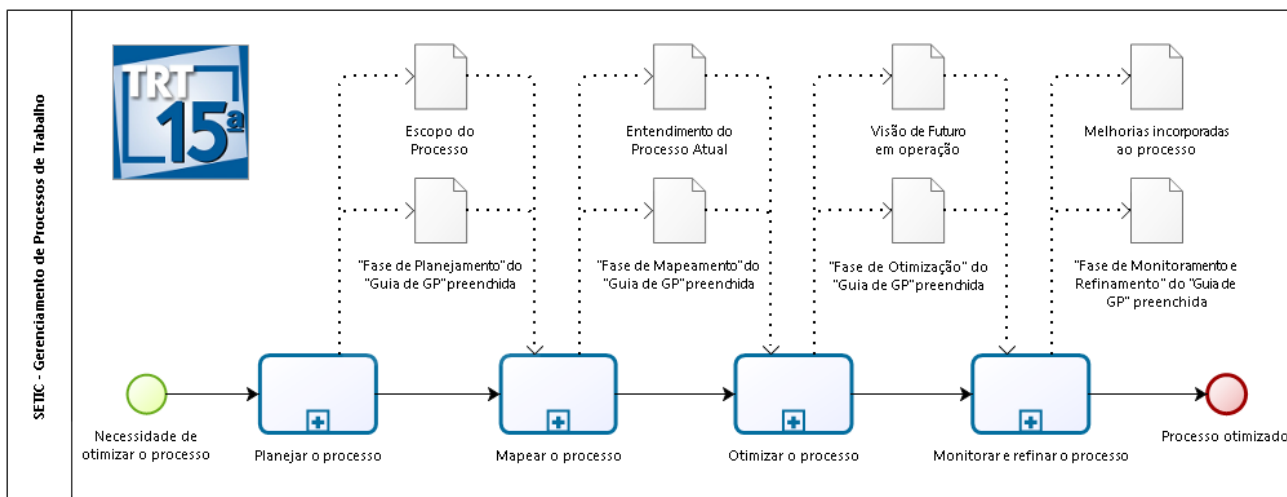 SETIC - Gerenciamento de Processos de Trabalho
TRT
15ª
Escopo do
Processo
Entendimento do
Processo Atual
Visão de Futuro
em operação
Melhorias incorporadas
ao processo
"Fase de Planejamento" do
"Guia de GP" preenchida
"Fase de Mapeamento" do
"Guia de GP" preenchida
"Fase de Otimização" do
"Guia de GP" preenchida
"Fase de Monitoramento e
Refinamento" do "Guia de
GP" preenchida
Necessidade de
otimizar o processo
Planejar o processo
Mapear o processo
Otimizar o processo
Monitorar e refinar o processo
Processo otimizado